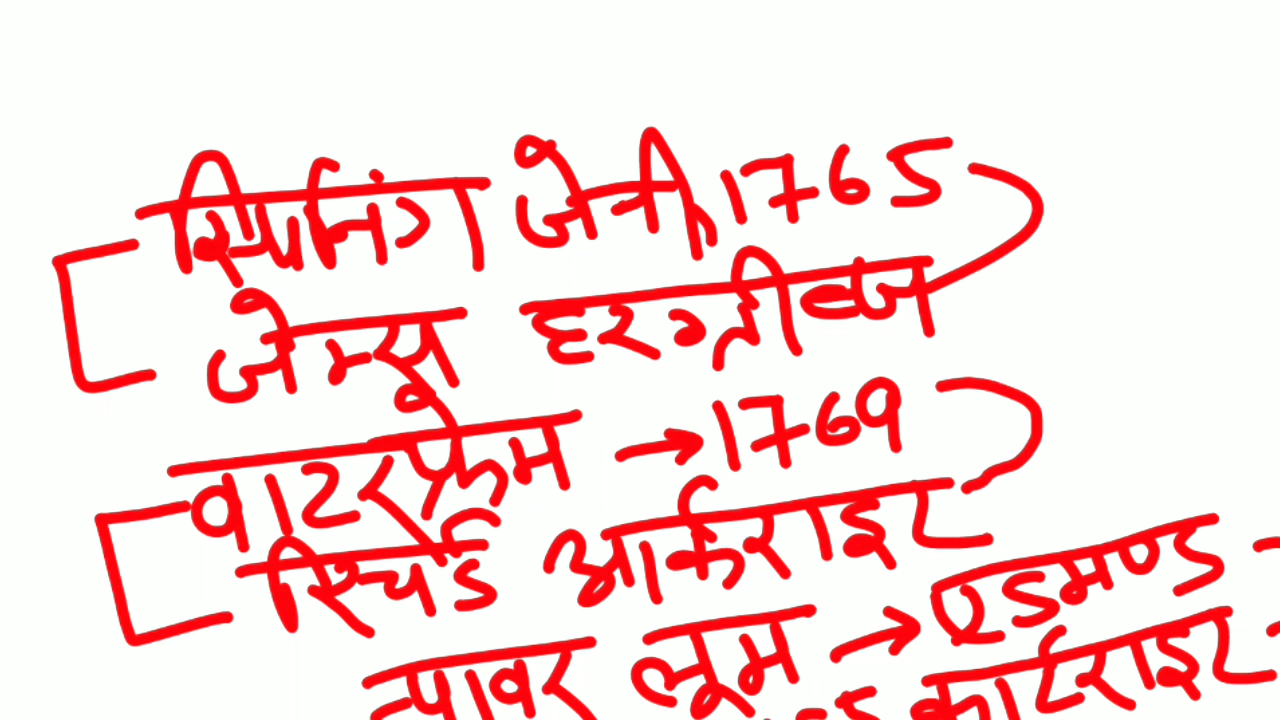 स्पिनिंग जेनी, 1765
जेम्स हरग्रीव्ज
वाटरफ्रेम → 1769
रिचर्ड आर्कराइट
पावर लूम → एडमण्ड
कार्टराइट